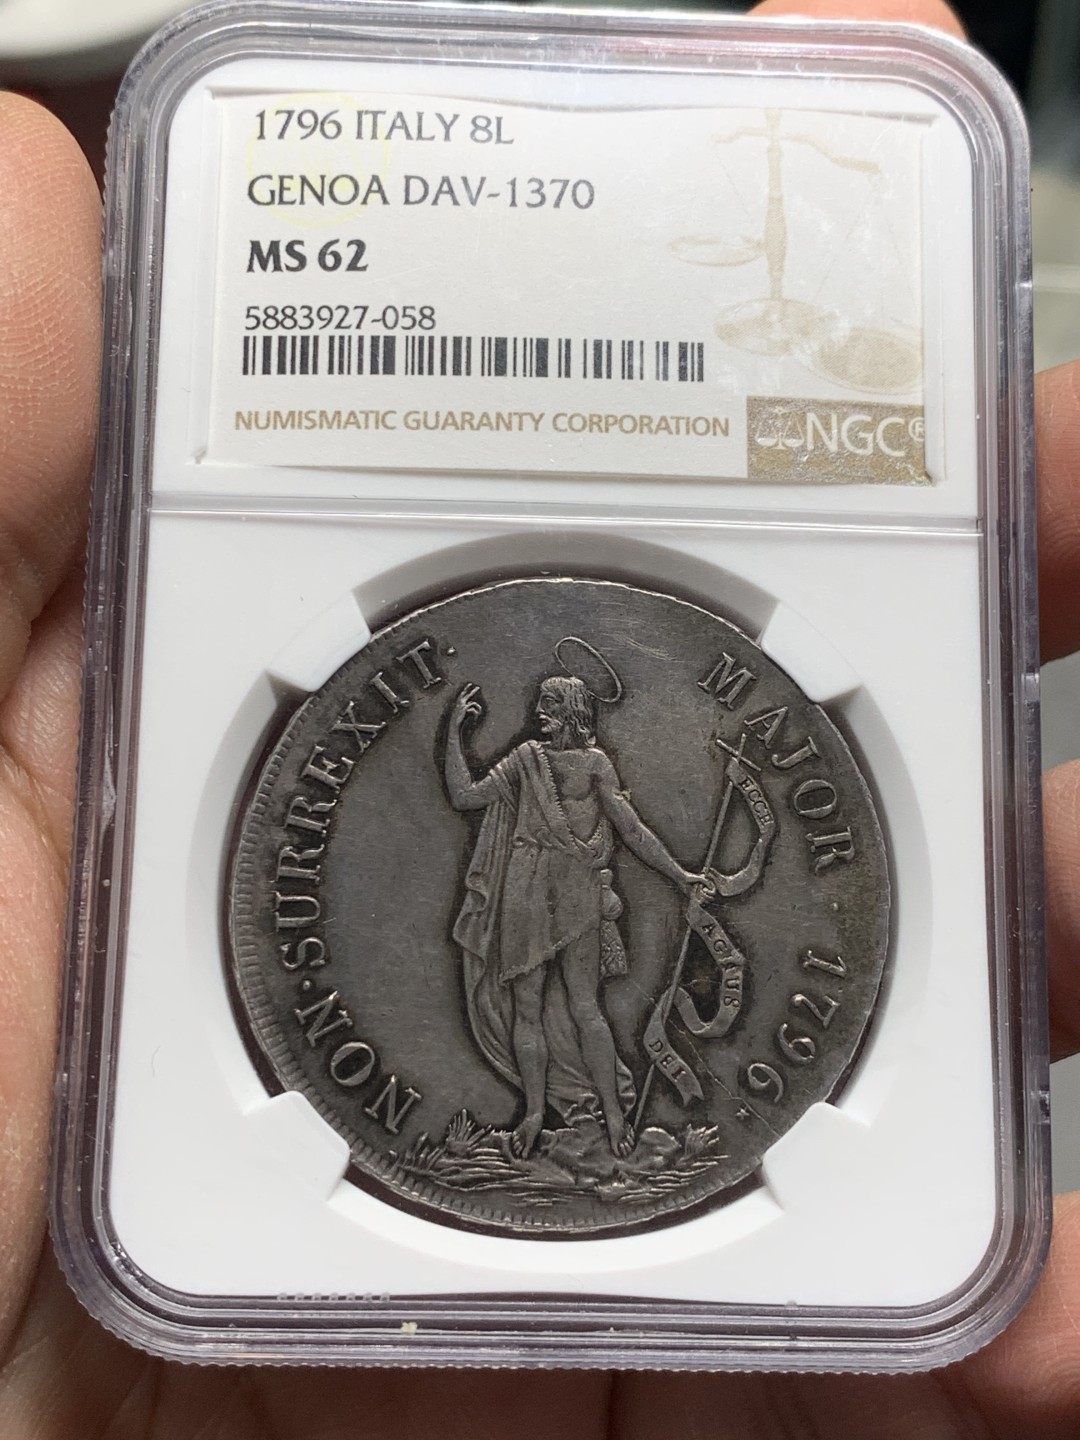 1796 ITALY 8L
GENOA DAV-1370
MS 62
5883927-058
NUMISMATIC GUARANTY CORPORATION
NGC®
NON·SURREXIT·
MAJOR·1796
ECCE
AGNUS
DEI